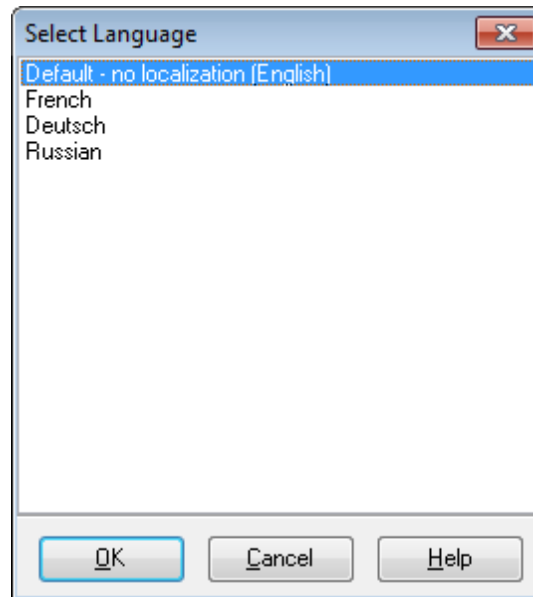 Select Language
Default - no localization (English)
French
Deutsch
Russian
OK Cancel Help